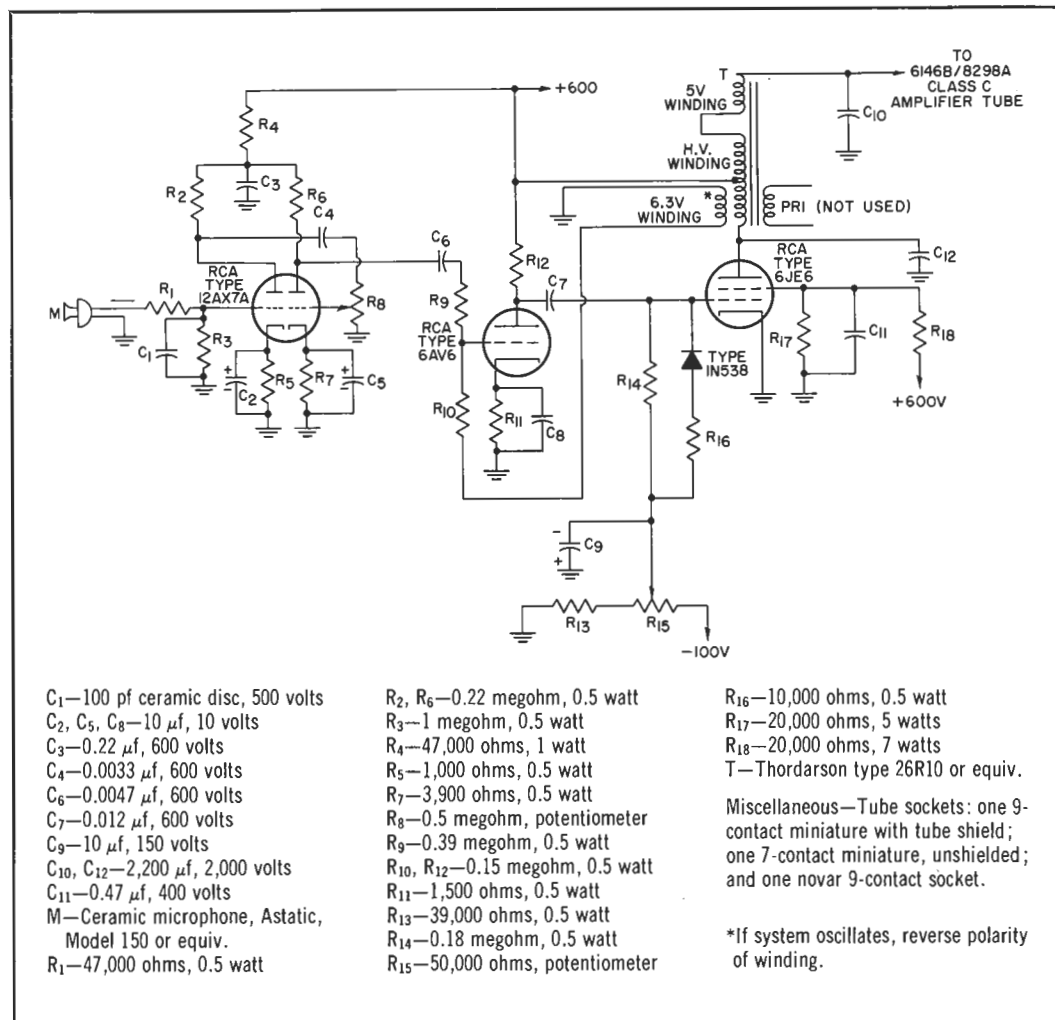 TO
6146B/8298A
CLASS C
AMPLIFIER TUBE
T
5V
WINDING
C10
+600
R4
H.V.
WINDING
R2
C3
R6
*
6.3V
WINDING
PRI (NOT USED)
C4
C6
R12
C7
RCA
TYPE
6JE6
C12
RCA
TYPE
12AX7A
R1
M
R8
R9
RCA
TYPE
6AV6
C1
R3
C2
R5
R7
C5
R10
R11
C8
R14
TYPE
IN538
R16
R17
C11
R18
+600V
+
-
+
-
-
+
C9
R13
R15
-100V
C1—100 pf ceramic disc, 500 volts
C2, C5, C8—10 μf, 10 volts
C3—0.22 μf, 600 volts
C4—0.0033 μf, 600 volts
C6—0.0047 μf, 600 volts
C7—0.012 μf, 600 volts
C9—10 μf, 150 volts
C10, C12—2,200 μf, 2,000 volts
C11—0.47 μf, 400 volts
M—Ceramic microphone, Astatic,
Model 150 or equiv.
R1—47,000 ohms, 0.5 watt
R2, R6—0.22 megohm, 0.5 watt
R3—1 megohm, 0.5 watt
R4—47,000 ohms, 1 watt
R5—1,000 ohms, 0.5 watt
R7—3,900 ohms, 0.5 watt
R8—0.5 megohm, potentiometer
R9—0.39 megohm, 0.5 watt
R10, R12—0.15 megohm, 0.5 watt
R11—1,500 ohms, 0.5 watt
R13—39,000 ohms, 0.5 watt
R14—0.18 megohm, 0.5 watt
R15—50,000 ohms, potentiometer
R16—10,000 ohms, 0.5 watt
R17—20,000 ohms, 5 watts
R18—20,000 ohms, 7 watts
T—Thordarson type 26R10 or equiv.
Miscellaneous—Tube sockets: one 9-
contact miniature with tube shield;
one 7-contact miniature, unshielded;
and one novar 9-contact socket.
*If system oscillates, reverse polarity
of winding.